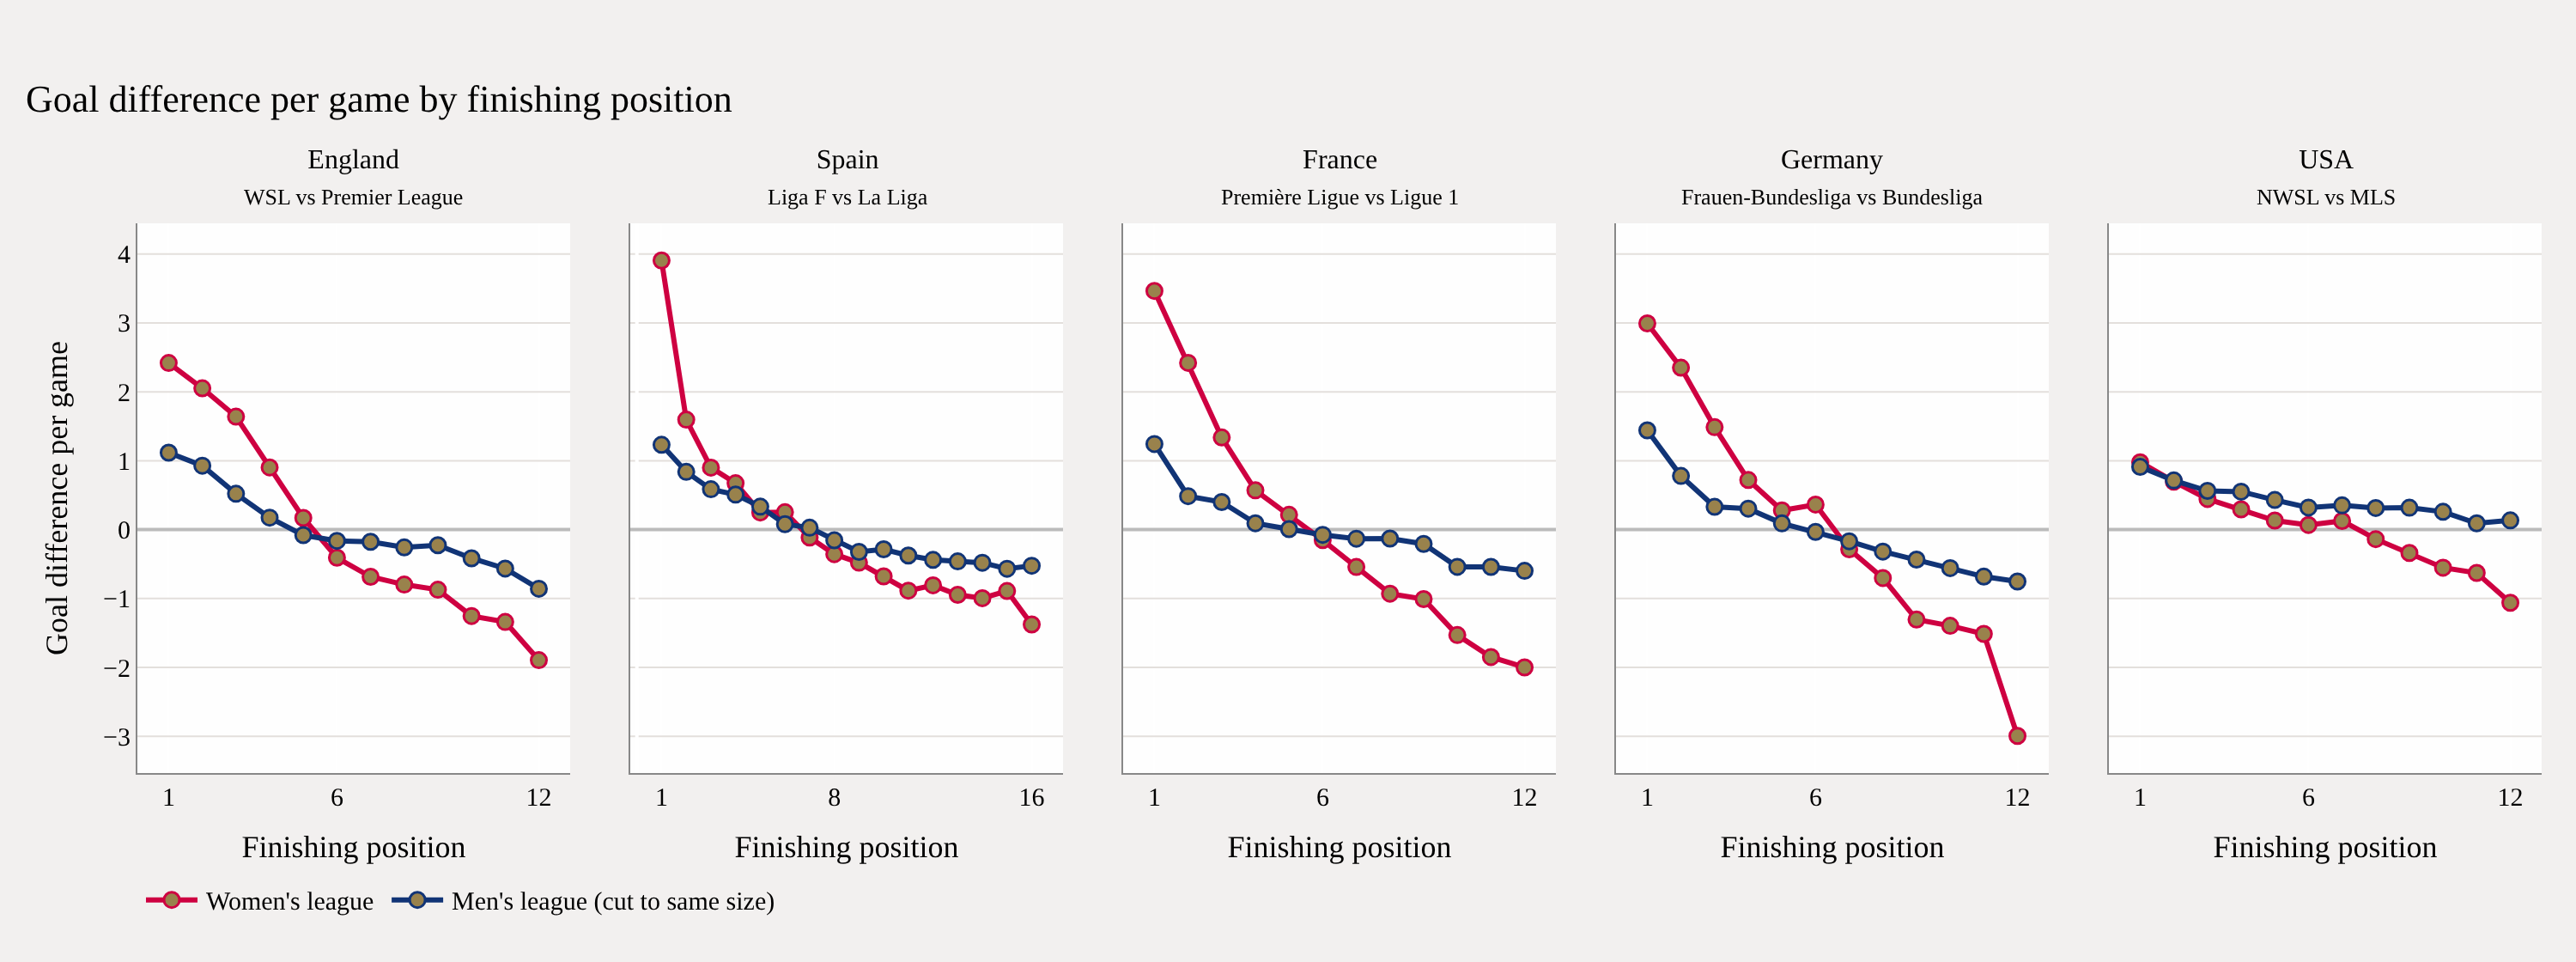 Goal difference per game by finishing position
England
WSL vs Premier League
Spain
Liga F vs La Liga
France
Première Ligue vs Ligue 1
Germany
Frauen-Bundesliga vs Bundesliga
USA
NWSL vs MLS
Goal difference per game
4
3
2
1
0
−1
−2
−3
1 6 12
1 8 16
1 6 12
1 6 12
1 6 12
Finishing position
Finishing position
Finishing position
Finishing position
Finishing position
Women's league
Men's league (cut to same size)